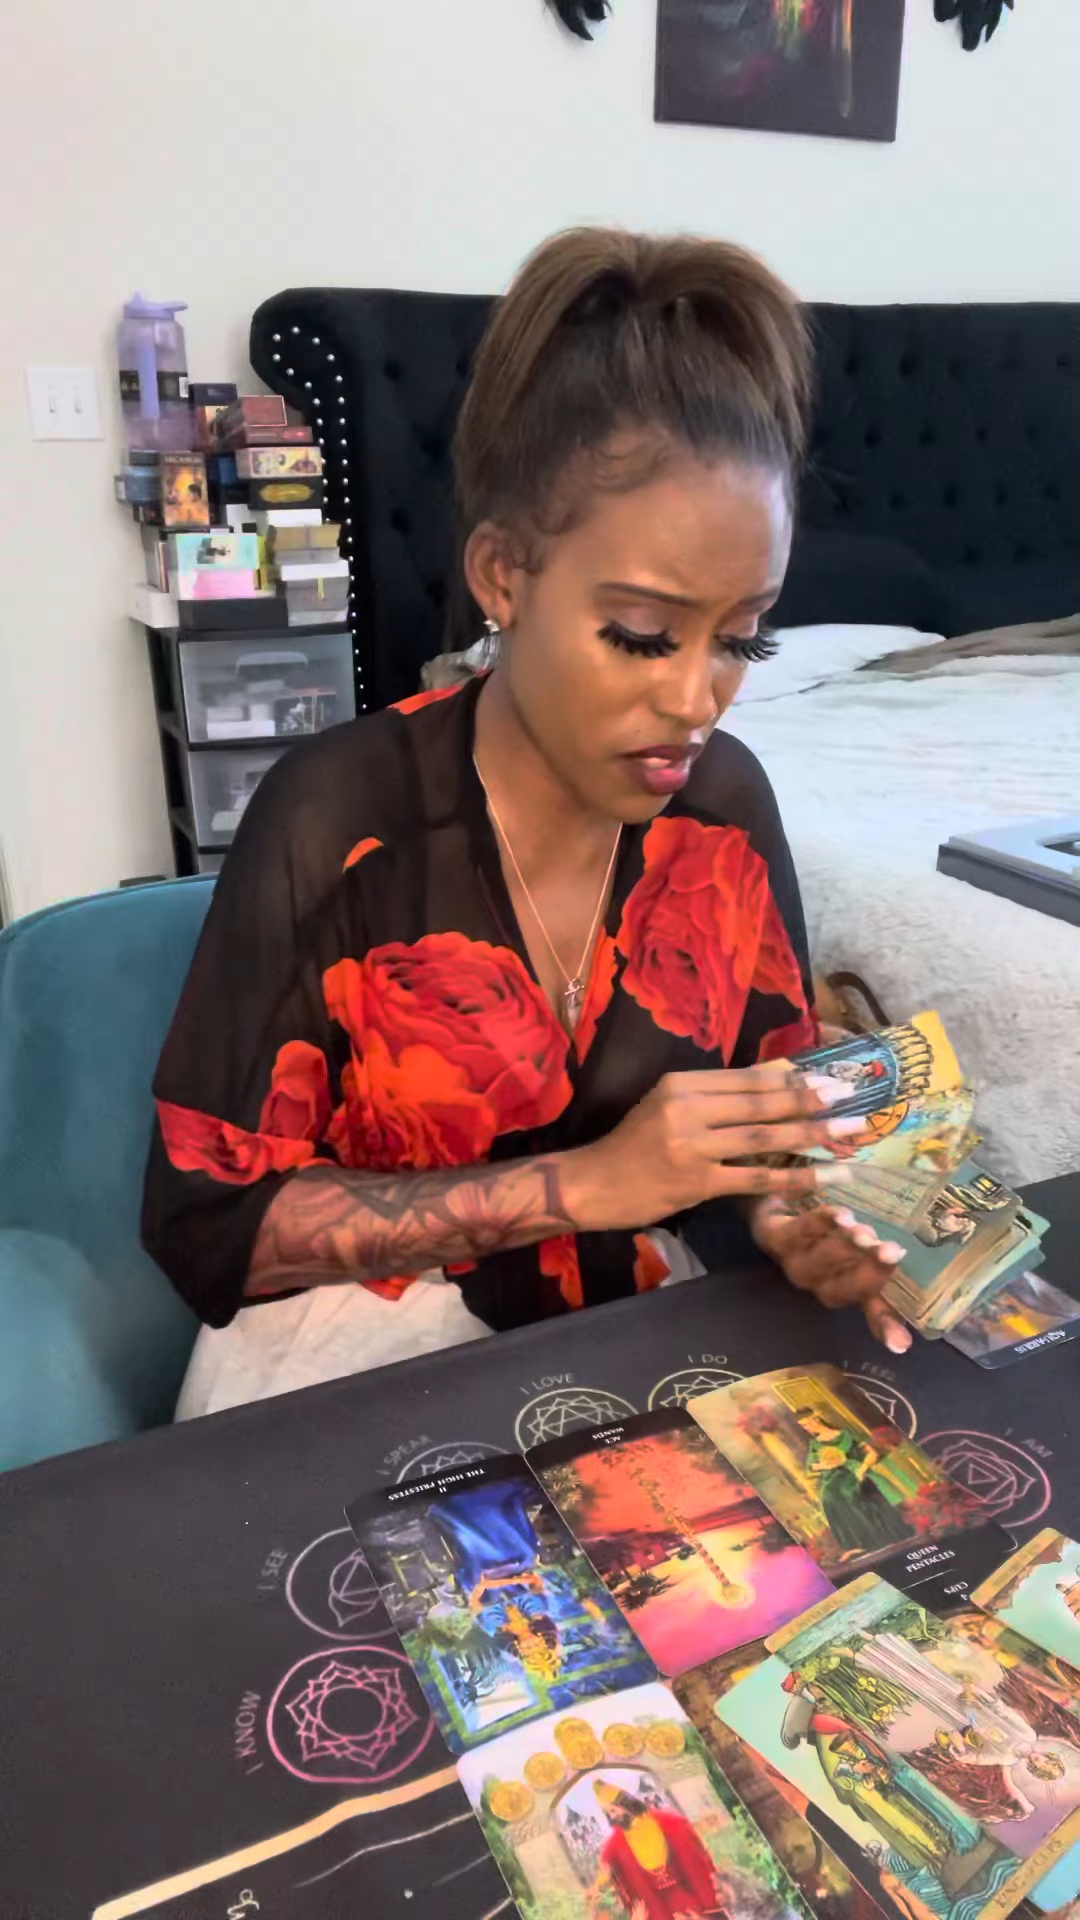 AQUARIUS
I LOVE
I DO
I FEEL
I SPEAK
I AM
I SEE
I KNOW
ACE
WANDS
THE HIGH PRIESTESS
II
QUEEN
PENTACLES
4
CUPS
KING of CUPS